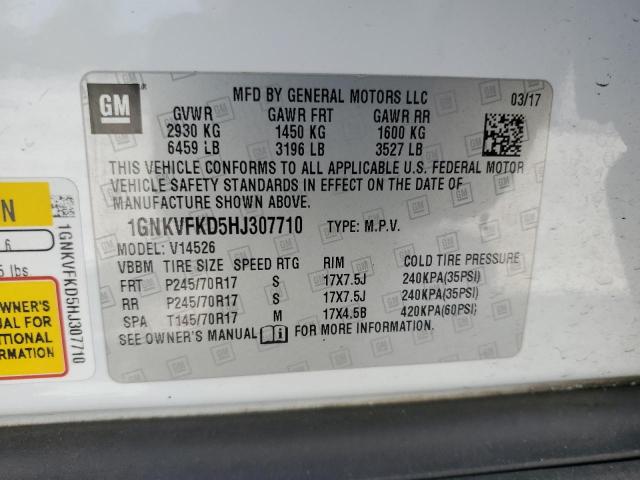 GM
MFD BY GENERAL MOTORS LLC 03/17
GVWR GAWR FRT GAWR RR
2930 KG 1450 KG 1600 KG
6459 LB 3196 LB 3527 LB
THIS VEHICLE CONFORMS TO ALL APPLICABLE U.S. FEDERAL MOTOR
VEHICLE SAFETY STANDARDS IN EFFECT ON THE DATE OF
MANUFACTURE SHOWN ABOVE.
1GNKVFKD5HJ307710 TYPE: M.P.V.
MODEL: V14526
VBBM TIRE SIZE SPEED RTG RIM COLD TIRE PRESSURE
FRT P245/70R17 S 17X7.5J 240KPA(35PSI)
RR P245/70R17 S 17X7.5J 240KPA(35PSI)
SPA T145/70R17 M 17X4.5B 420KPA(60PSI)
SEE OWNER'S MANUAL FOR MORE INFORMATION.
N
6
5 lbs
OWNER'S
UAL FOR
ITIONAL
RMATION
1GNKVFKD5HJ307710